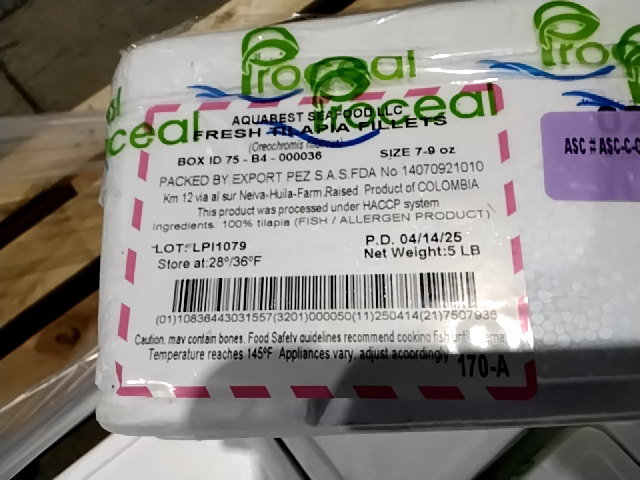 Proceal
Proceal
Proceal
AQUABEST SEAFOOD LLC
FRESH TILAPIA FILLETS
(Oreochromis
BOX ID 75 - B4 - 000036 SIZE 7-9 oz
PACKED BY EXPORT PEZ S.A.S.FDA No 14070921010
Km 12 via al sur Neiva-Huila-Farm Raised. Product of COLOMBIA
This product was processed under HACCP system
Ingredients: 100% tilapia (FISH / ALLERGEN PRODUCT)
LOT: LPI1079 P.D. 04/14/25
Store at:28°/36°F Net Weight:5 LB
(01)10836443031557(3201)000050(11)250414(21)7507936
Caution, may contain bones. Food Safety guidelines recommend cooking fish until
Temperature reaches 145°F Appliances vary, adjust acoordingly
170-A
ASC # ASC-C-